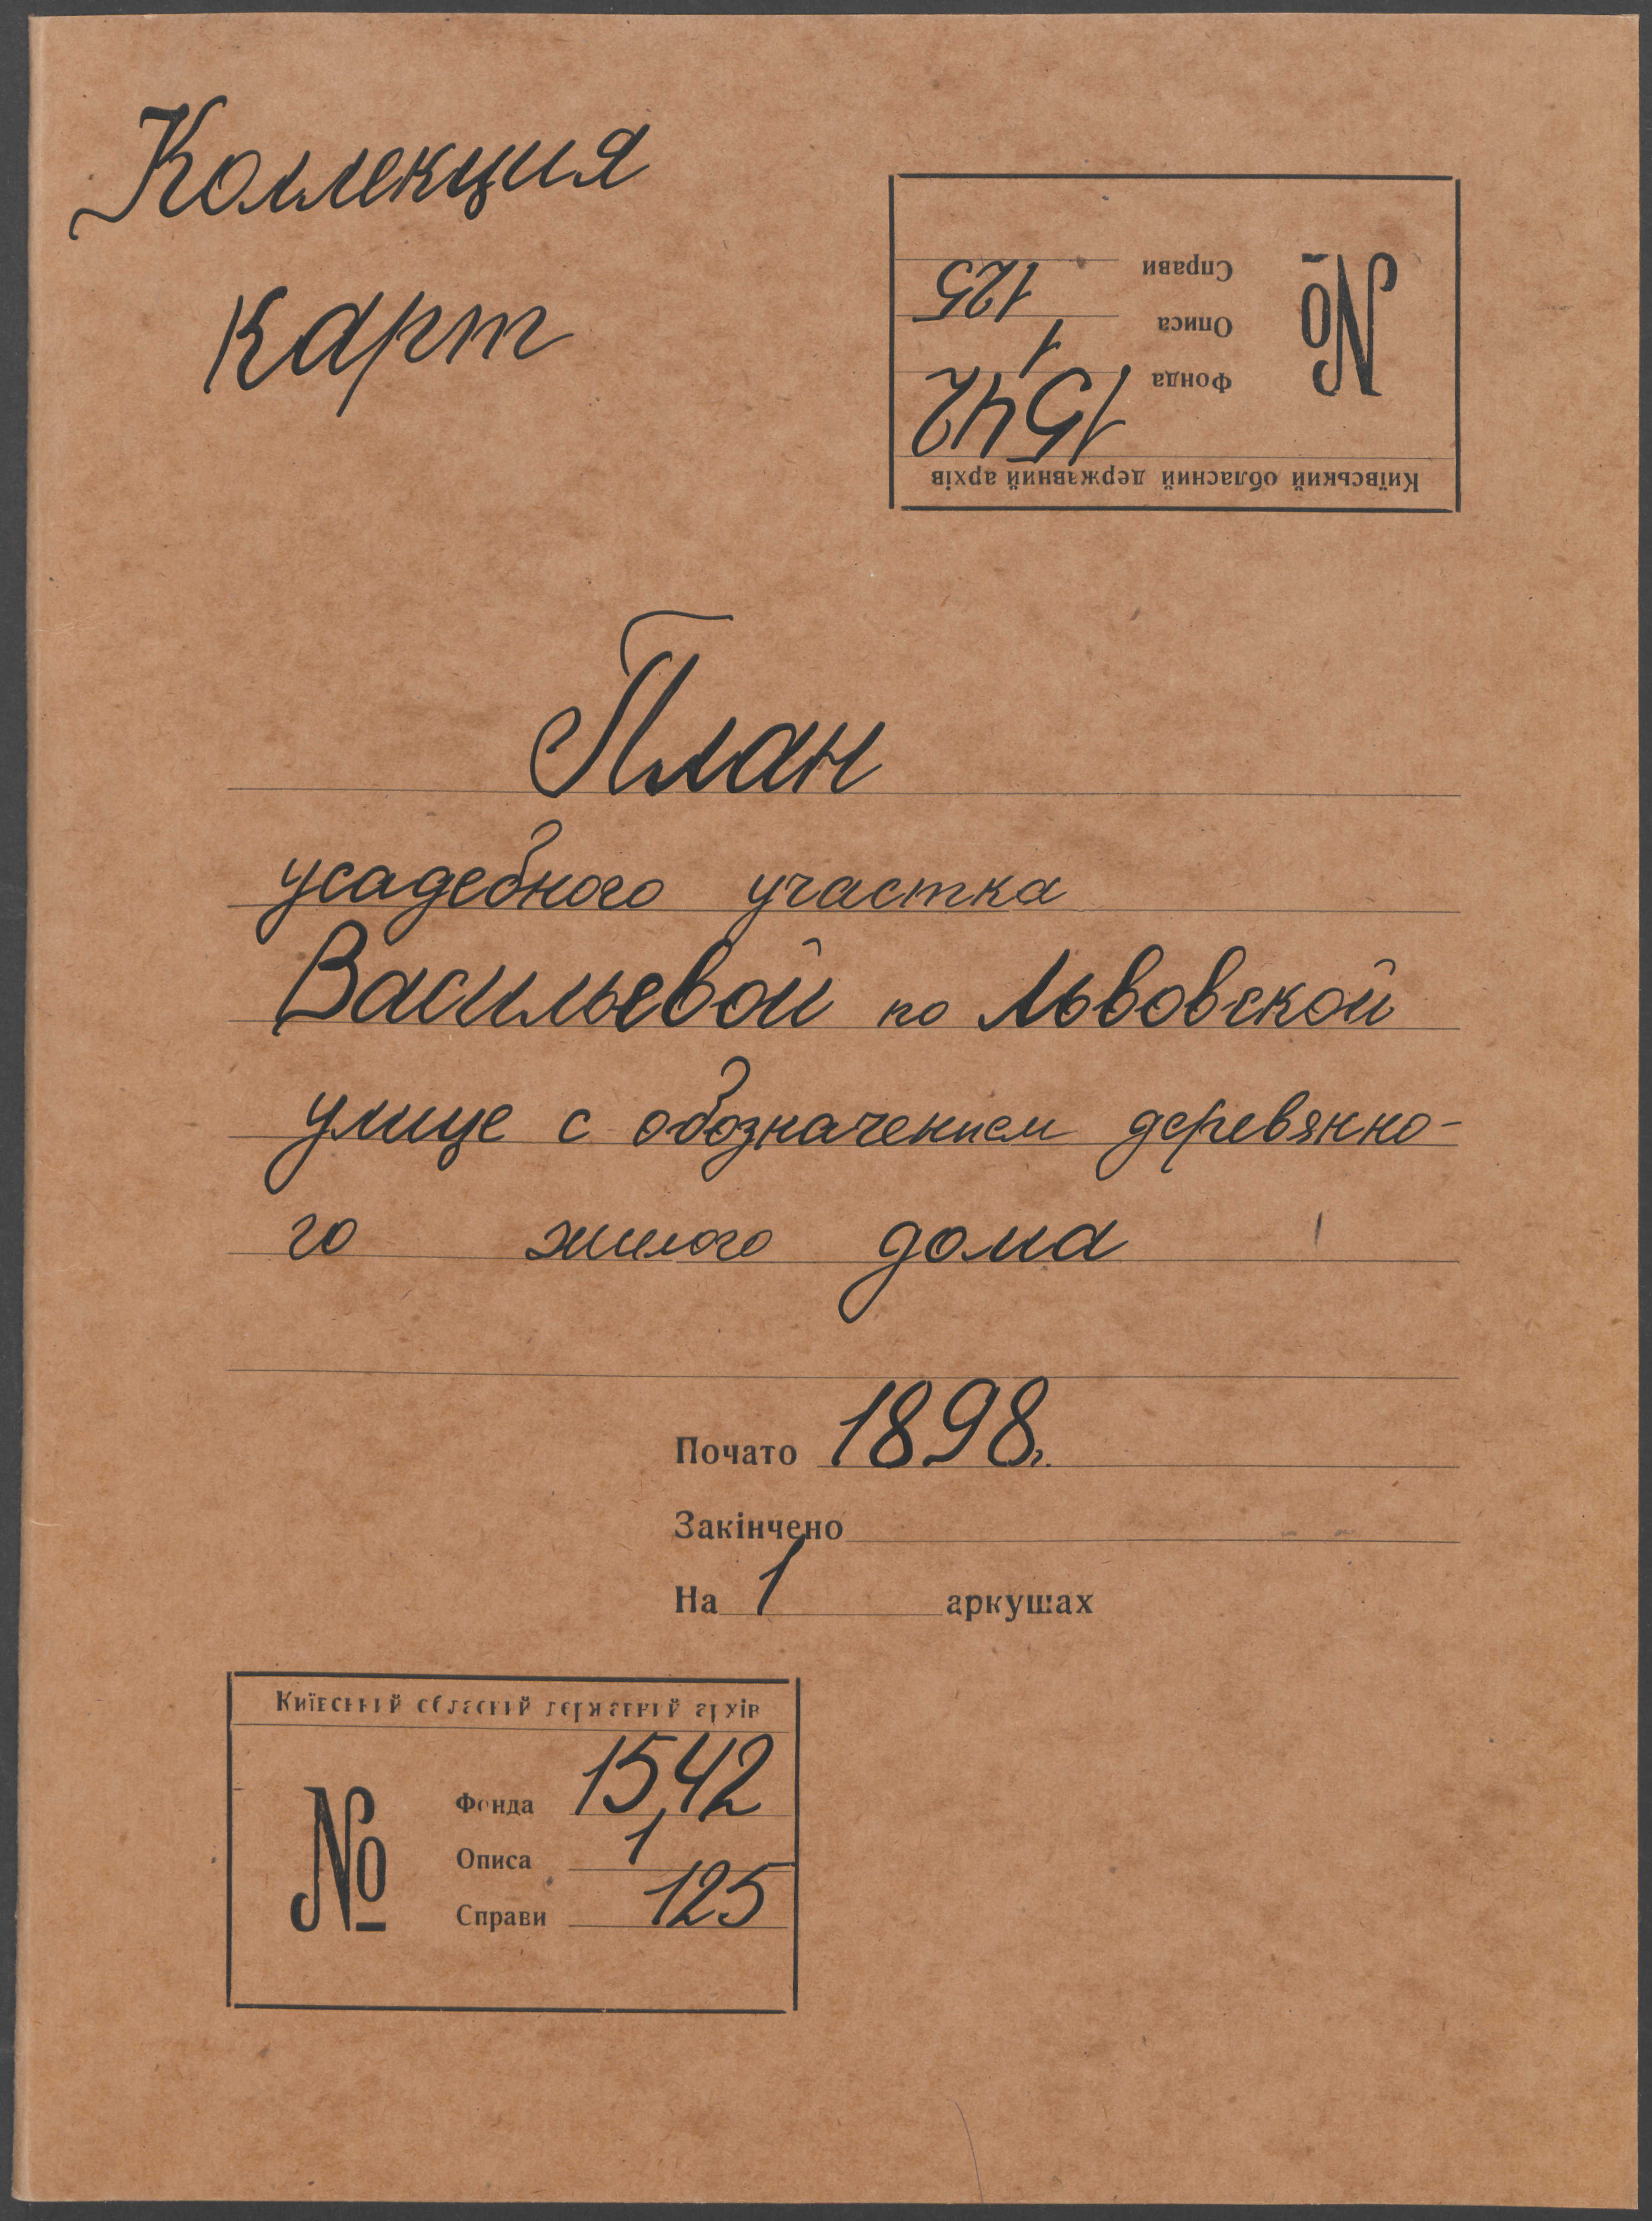 Коллекция
карт
Київський обласний державний архів
№
Фонда 1542
Описа 1
Справи 125
План
усадебного участка
Васильевой по Львовской
улице с обозначением деревянно-
го жилого дома
Почато 1898г.
Закінчено
На 1 аркушах
Київський обласний державний архів
№
Фонда 1542
Описа 1
Справи 125